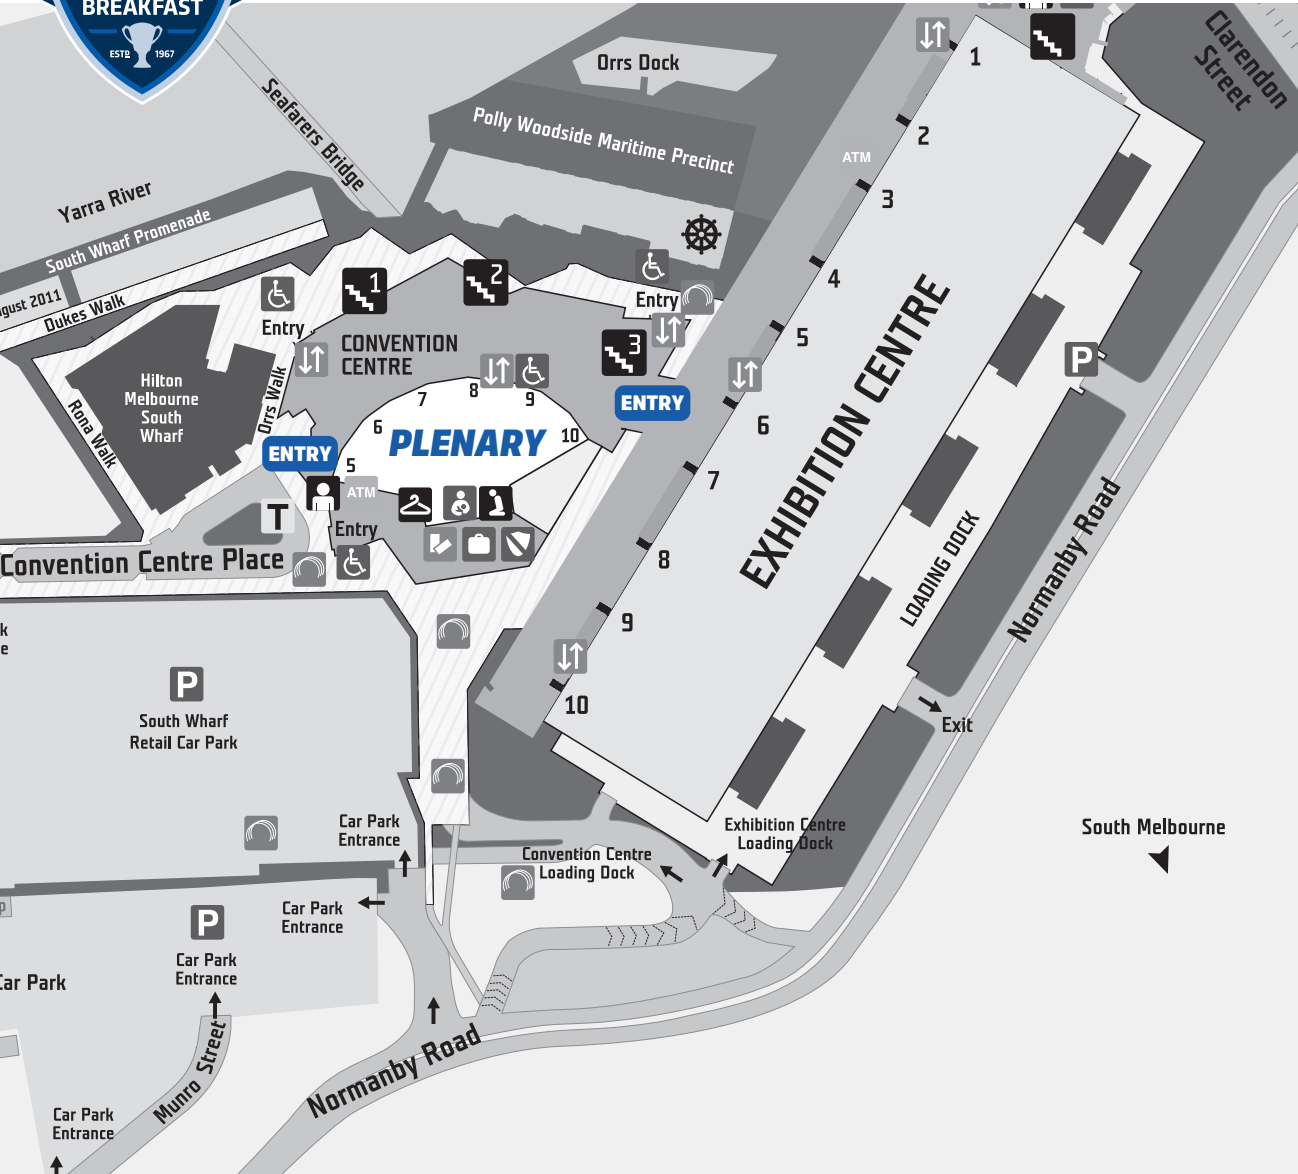 BREAKFAST
ESTD 1967
Clarendon
Street
Orrs Dock
Seafarers Bridge
Polly Woodside Maritime Precinct
1
2
ATM
3
Yarra River
South Wharf Promenade
4
Dukes Walk
August 2011
1
2
Entry
Entry
3
5
CONVENTION
CENTRE
EXHIBITION CENTRE
P
Hilton
Melbourne
South
Wharf
Orrs Walk
Rona Walk
8
7
9
ENTRY
6
6
10
PLENARY
ENTRY
5
7
ATM
T
Entry
Convention Centre Place
8
LOADING DOCK
Normanby Road
9
10
P
South Wharf
Retail Car Park
Exit
Car Park
Entrance
Exhibition Centre
Loading Dock
South Melbourne
Convention Centre
Loading Dock
Car Park
Entrance
P
Car Park
Entrance
Car Park
Normanby Road
Munro Street
Car Park
Entrance